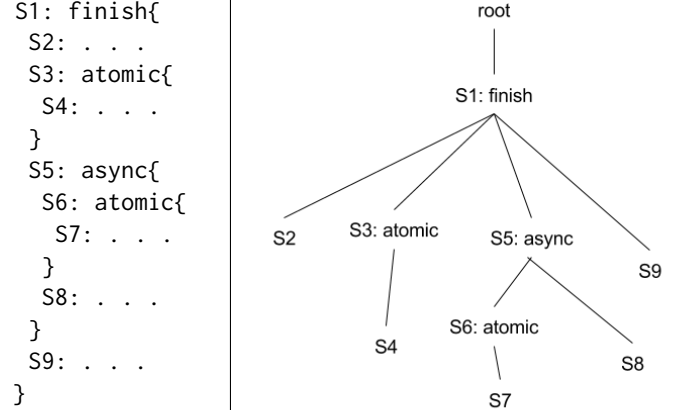 S1: finish{
S2: . . .
S3: atomic{
S4: . . .
}
S5: async{
S6: atomic{
S7: . . .
}
S8: . . .
}
S9: . . .
}
root
S1: finish
S2
S3: atomic
S5: async
S9
S4
S6: atomic
S8
S7